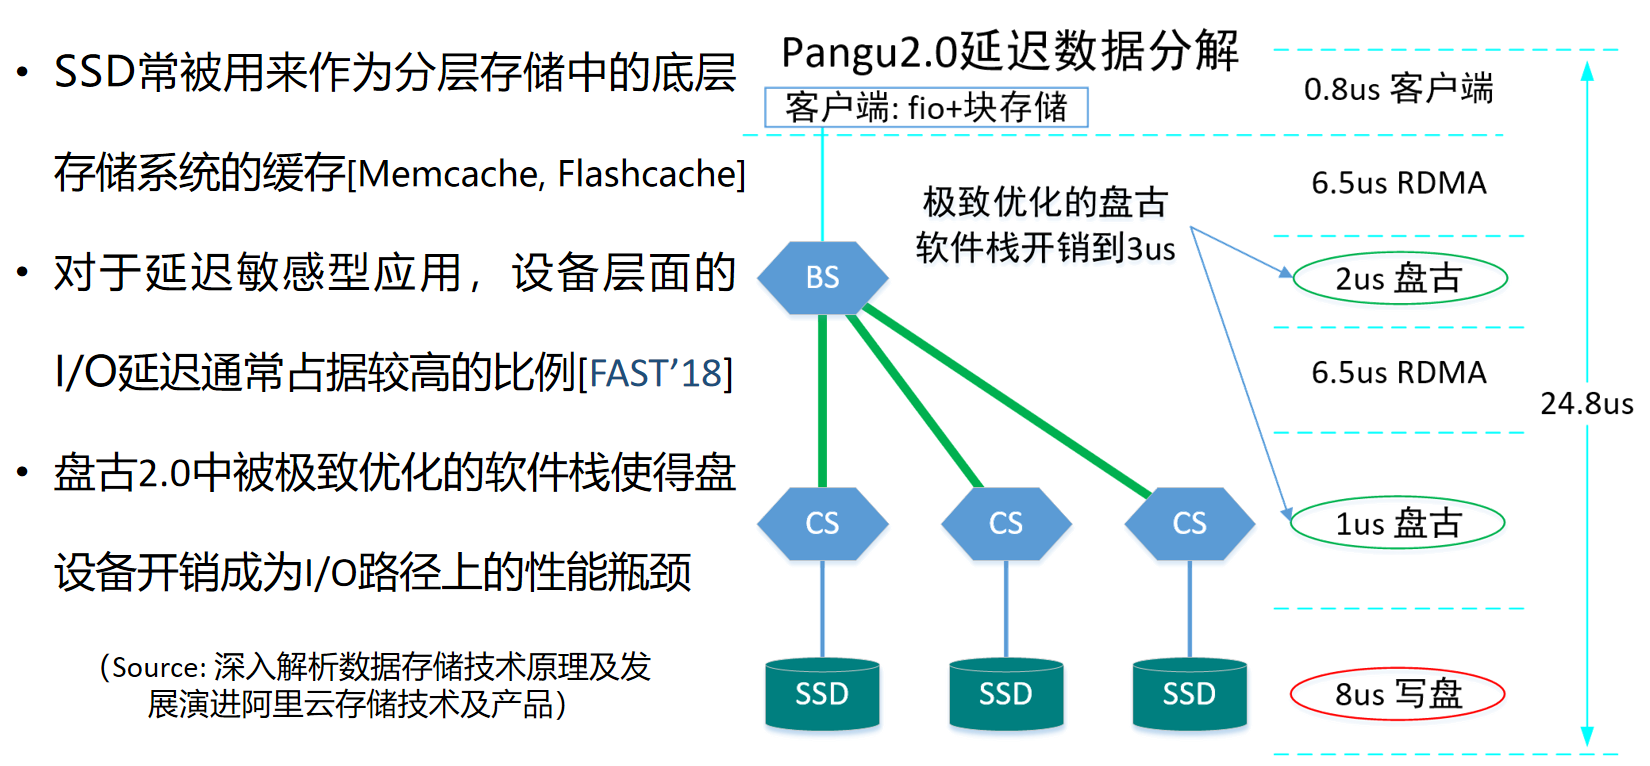 • SSD常被用来作为分层存储中的底层
存储系统的缓存[Memcache, Flashcache]
• 对于延迟敏感型应用，设备层面的
I/O延迟通常占据较高的比例[FAST’18]
• 盘古2.0中被极致优化的软件栈使得盘
设备开销成为I/O路径上的性能瓶颈
（Source: 深入解析数据存储技术原理及发
展演进阿里云存储技术及产品）
Pangu2.0延迟数据分解
客户端: fio+块存储
极致优化的盘古
软件栈开销到3us
BS
CS
CS
CS
SSD
SSD
SSD
0.8us 客户端
6.5us RDMA
2us 盘古
6.5us RDMA
1us 盘古
8us 写盘
24.8us